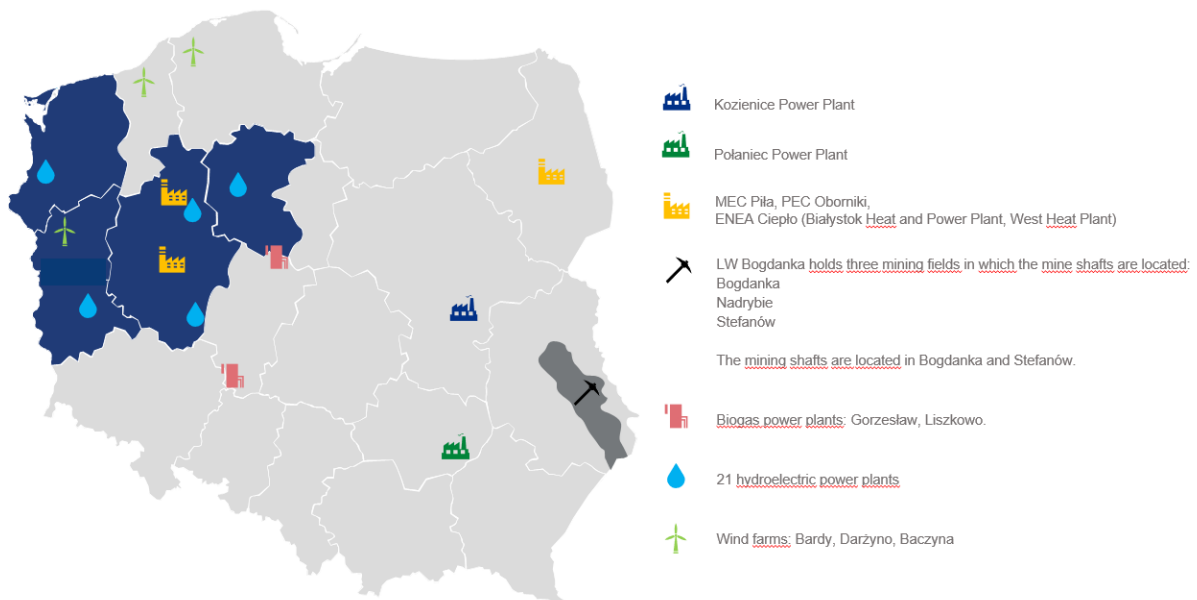 Kozienice Power Plant
Połaniec Power Plant
MEC Piła, PEC Oborniki,
ENEA Ciepło (Białystok Heat and Power Plant, West Heat Plant)
LW Bogdanka holds three mining fields in which the mine shafts are located:
Bogdanka
Nadrybie
Stefanów
The mining shafts are located in Bogdanka and Stefanów.
Biogas power plants: Gorzesław, Liszkowo.
21 hydroelectric power plants
Wind farms: Bardy, Darżyno, Baczyna